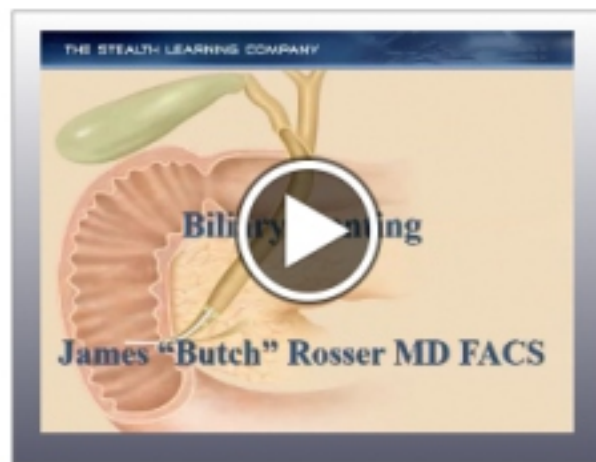 THE STEALTH LEARNING COMPANY
James “Butch” Rosser MD FACS